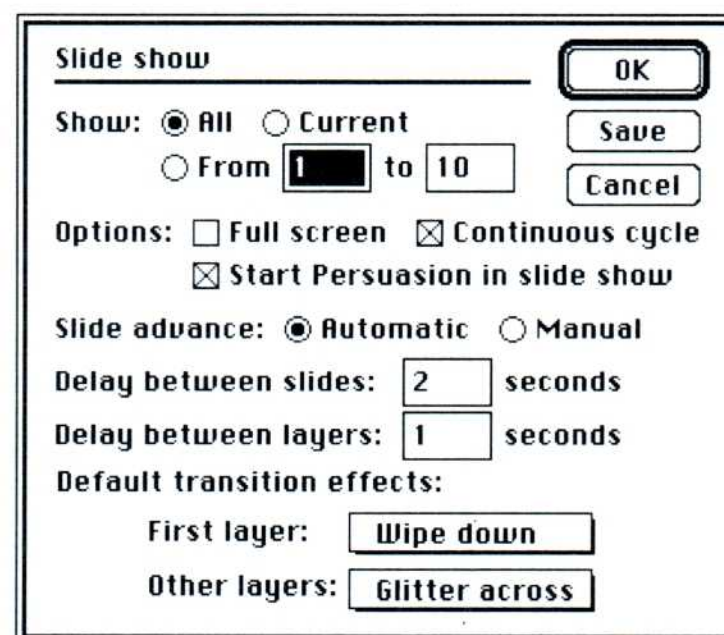 Slide show
OK
Show: All Current
Save
From 1 to 10
Cancel
Options: Full screen Continuous cycle
Start Persuasion in slide show
Slide advance: Automatic Manual
Delay between slides: 2 seconds
Delay between layers: 1 seconds
Default transition effects:
First layer: Wipe down
Other layers: Glitter across